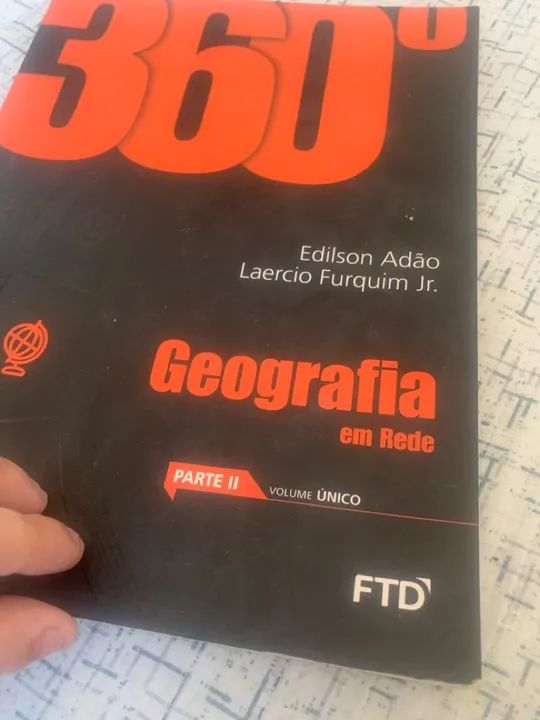 360°
Edilson Adão
Laercio Furquim Jr.
Geografia
em Rede
PARTE II
VOLUME ÚNICO
FTD